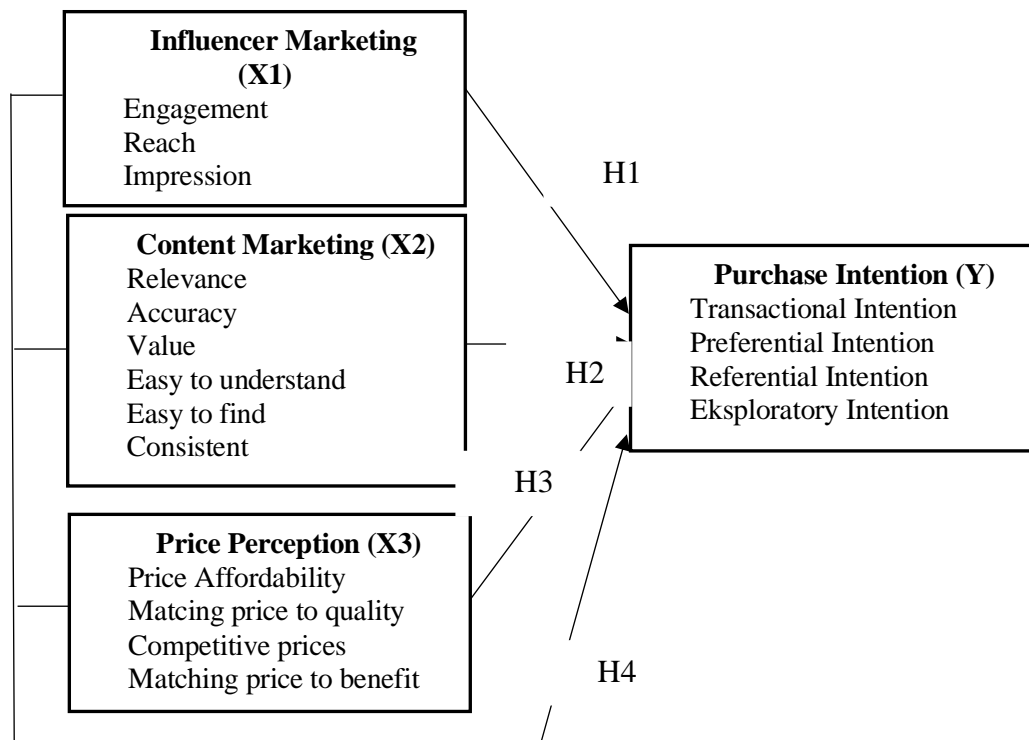 Influencer Marketing
(X1)
Engagement
Reach
Impression
H1
Content Marketing (X2)
Relevance
Accuracy
Value
Easy to understand
Easy to find
Consistent
Purchase Intention (Y)
Transactional Intention
Preferential Intention
Referential Intention
Eksploratory Intention
H2
H3
Price Perception (X3)
Price Affordability
Matcing price to quality
Competitive prices
Matching price to benefit
H4